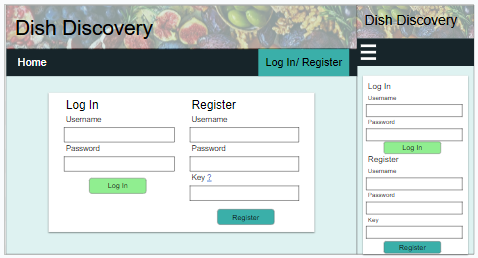 Dish Discovery
Home
Log In/ Register
Log In
Username
Password
Log In
Register
Username
Password
Key ?
Register
Dish Discovery
Log In
Username
Password
Log In
Register
Username
Password
Key
Register